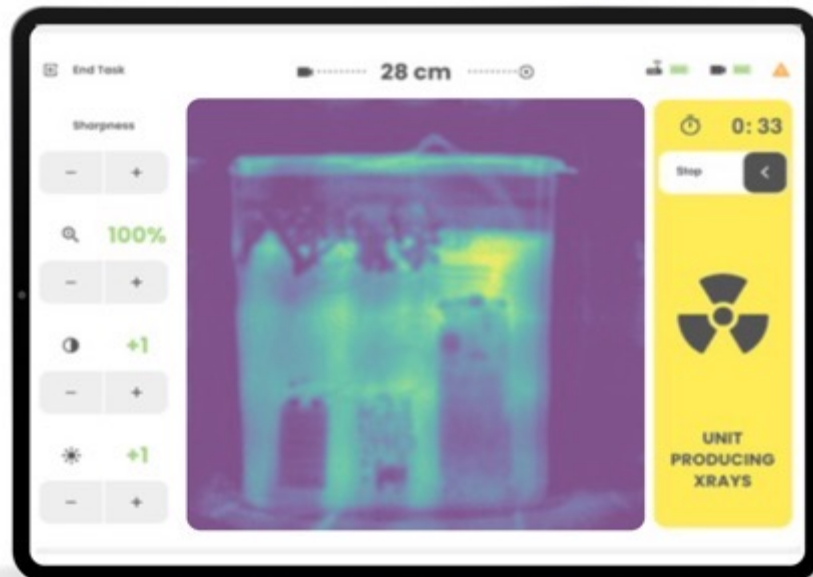 End Task
28 cm
Sharpness
- +
100%
- +
+1
- +
+1
- +
0: 33
Stop
UNIT
PRODUCING
XRAYS